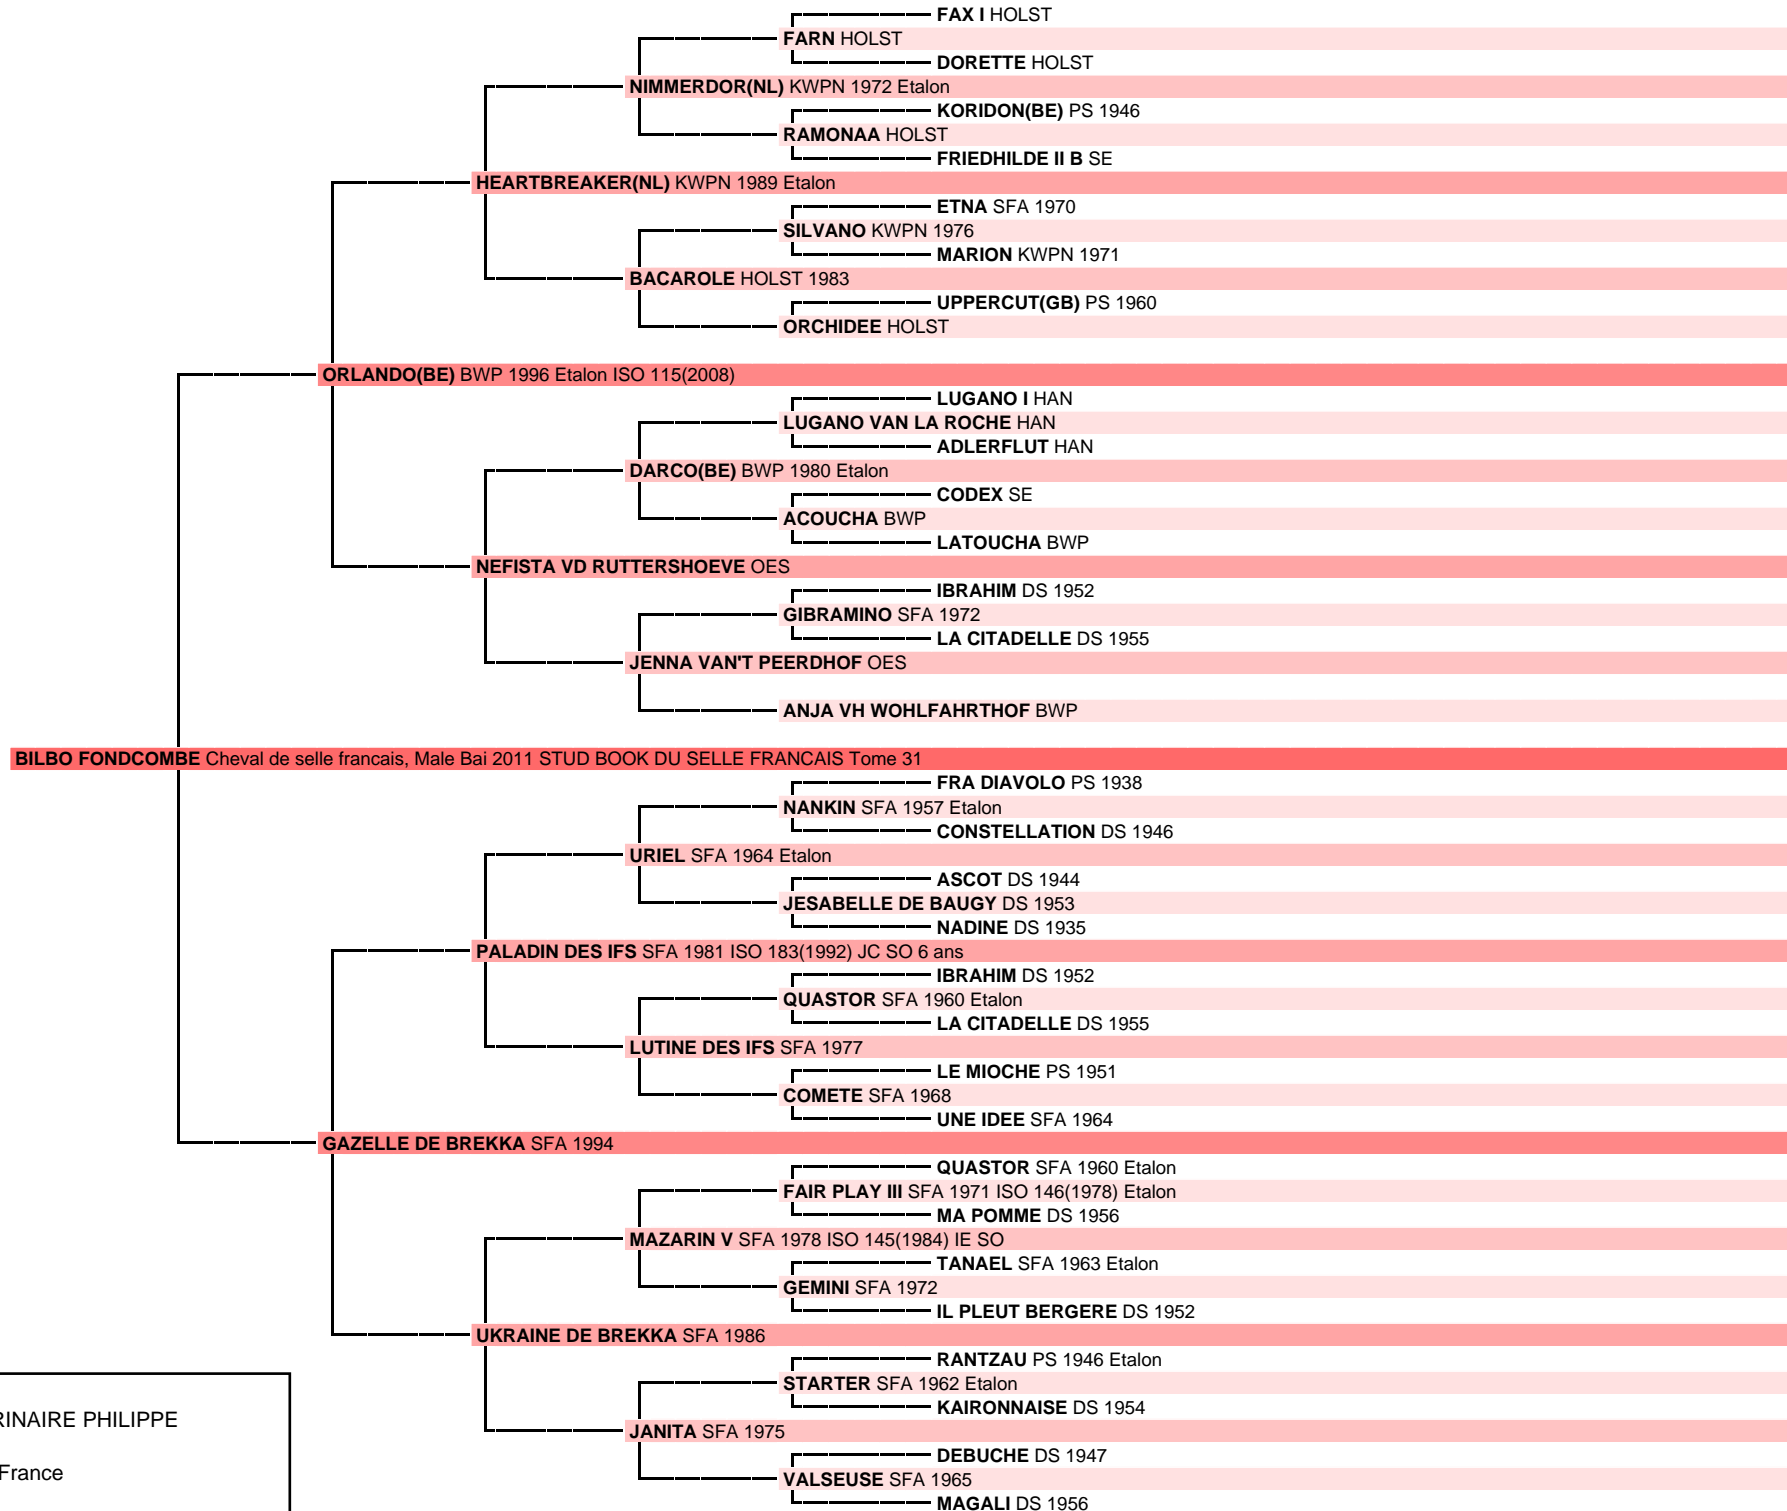 FAX I HOLST
FARN HOLST
DORETTE HOLST
NIMMERDOR(NL) KWPN 1972 Etalon
KORIDON(BE) PS 1946
RAMONAA HOLST
FRIEDHILDE II B SE
HEARTBREAKER(NL) KWPN 1989 Etalon
ETNA SFA 1970
SILVANO KWPN 1976
MARION KWPN 1971
BACAROLE HOLST 1983
UPPERCUT(GB) PS 1960
ORCHIDEE HOLST
ORLANDO(BE) BWP 1996 Etalon ISO 115(2008)
LUGANO I HAN
LUGANO VAN LA ROCHE HAN
ADLERFLUT HAN
DARCO(BE) BWP 1980 Etalon
CODEX SE
ACOUCHA BWP
LATOUCHA BWP
NEFISTA VD RUTTERSHOEVE OES
IBRAHIM DS 1952
GIBRAMINO SFA 1972
LA CITADELLE DS 1955
JENNA VAN'T PEERDHOF OES
ANJA VH WOHLFAHRTHOF BWP
BILBO FONDCOMBE Cheval de selle francais, Male Bai 2011 STUD BOOK DU SELLE FRANCAIS Tome 31
FRA DIAVOLO PS 1938
NANKIN SFA 1957 Etalon
CONSTELLATION DS 1946
URIEL SFA 1964 Etalon
ASCOT DS 1944
JESABELLE DE BAUGY DS 1953
NADINE DS 1935
PALADIN DES IFS SFA 1981 ISO 183(1992) JC SO 6 ans
IBRAHIM DS 1952
QUASTOR SFA 1960 Etalon
LA CITADELLE DS 1955
LUTINE DES IFS SFA 1977
LE MIOCHE PS 1951
COMETE SFA 1968
UNE IDEE SFA 1964
GAZELLE DE BREKKA SFA 1994
QUASTOR SFA 1960 Etalon
FAIR PLAY III SFA 1971 ISO 146(1978) Etalon
MA POMME DS 1956
MAZARIN V SFA 1978 ISO 145(1984) IE SO
TANAEL SFA 1963 Etalon
GEMINI SFA 1972
IL PLEUT BERGERE DS 1952
UKRAINE DE BREKKA SFA 1986
RANTZAU PS 1946 Etalon
STARTER SFA 1962 Etalon
KAIRONNAISE DS 1954
JANITA SFA 1975
DEBUCHE DS 1947
VALSEUSE SFA 1965
MAGALI DS 1956
RINAIRE PHILIPPE
France